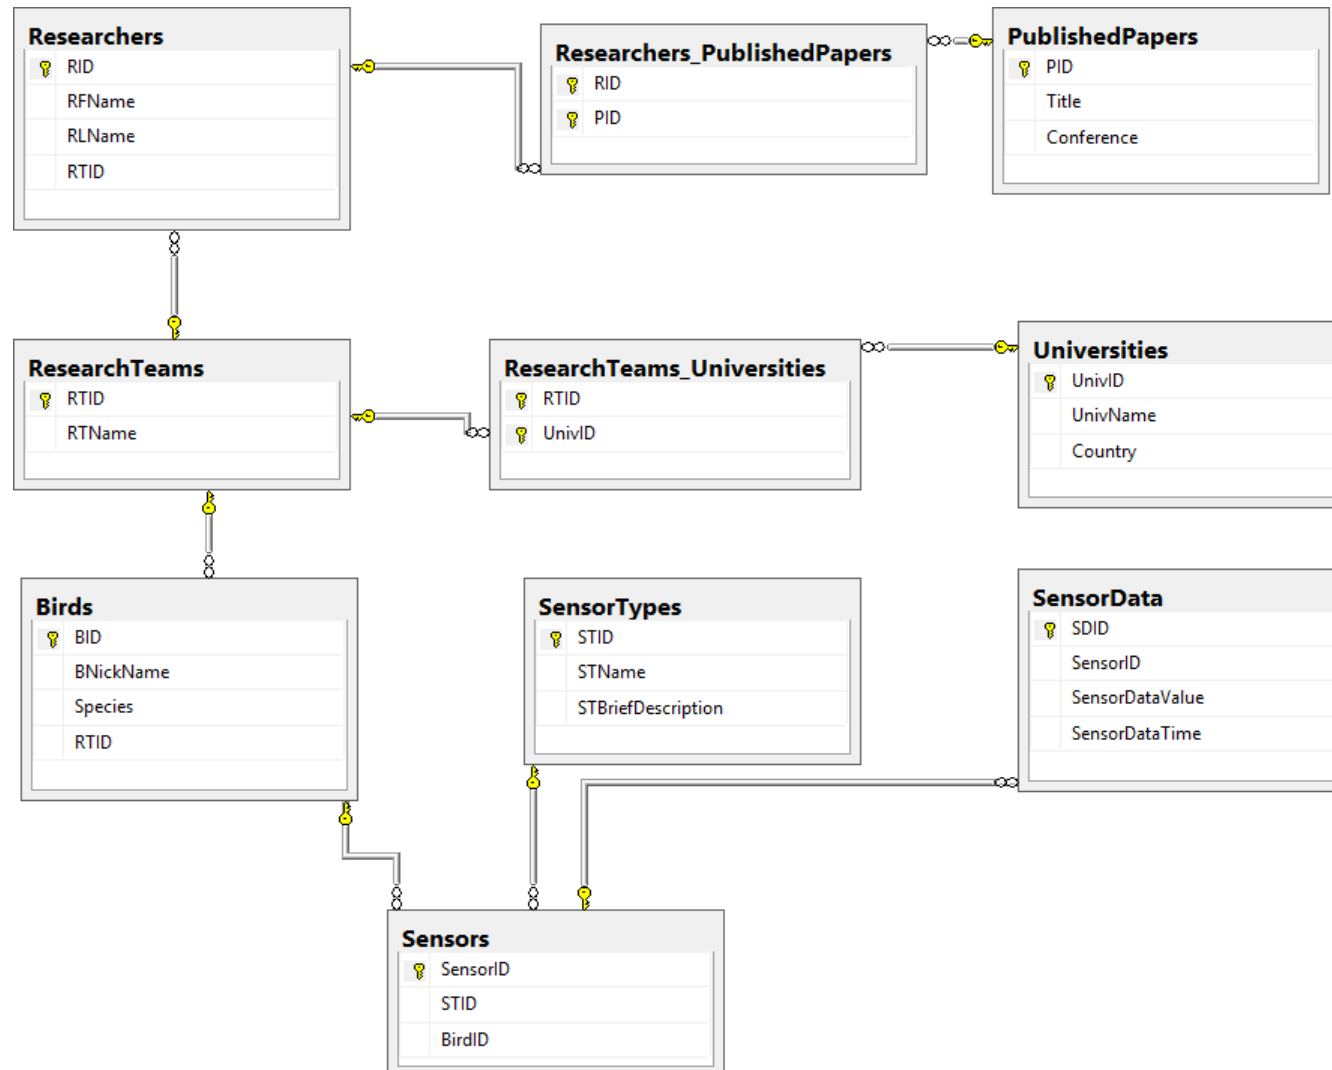 Researchers
RID
RFName
RLName
RTID
Researchers_PublishedPapers
RID
PID
PublishedPapers
PID
Title
Conference
ResearchTeams
RTID
RTName
ResearchTeams_Universities
RTID
UnivID
Universities
UnivID
UnivName
Country
Birds
BID
BNickName
Species
RTID
SensorTypes
STID
STName
STBriefDescription
SensorData
SDID
SensorID
SensorDataValue
SensorDataTime
Sensors
SensorID
STID
BirdID